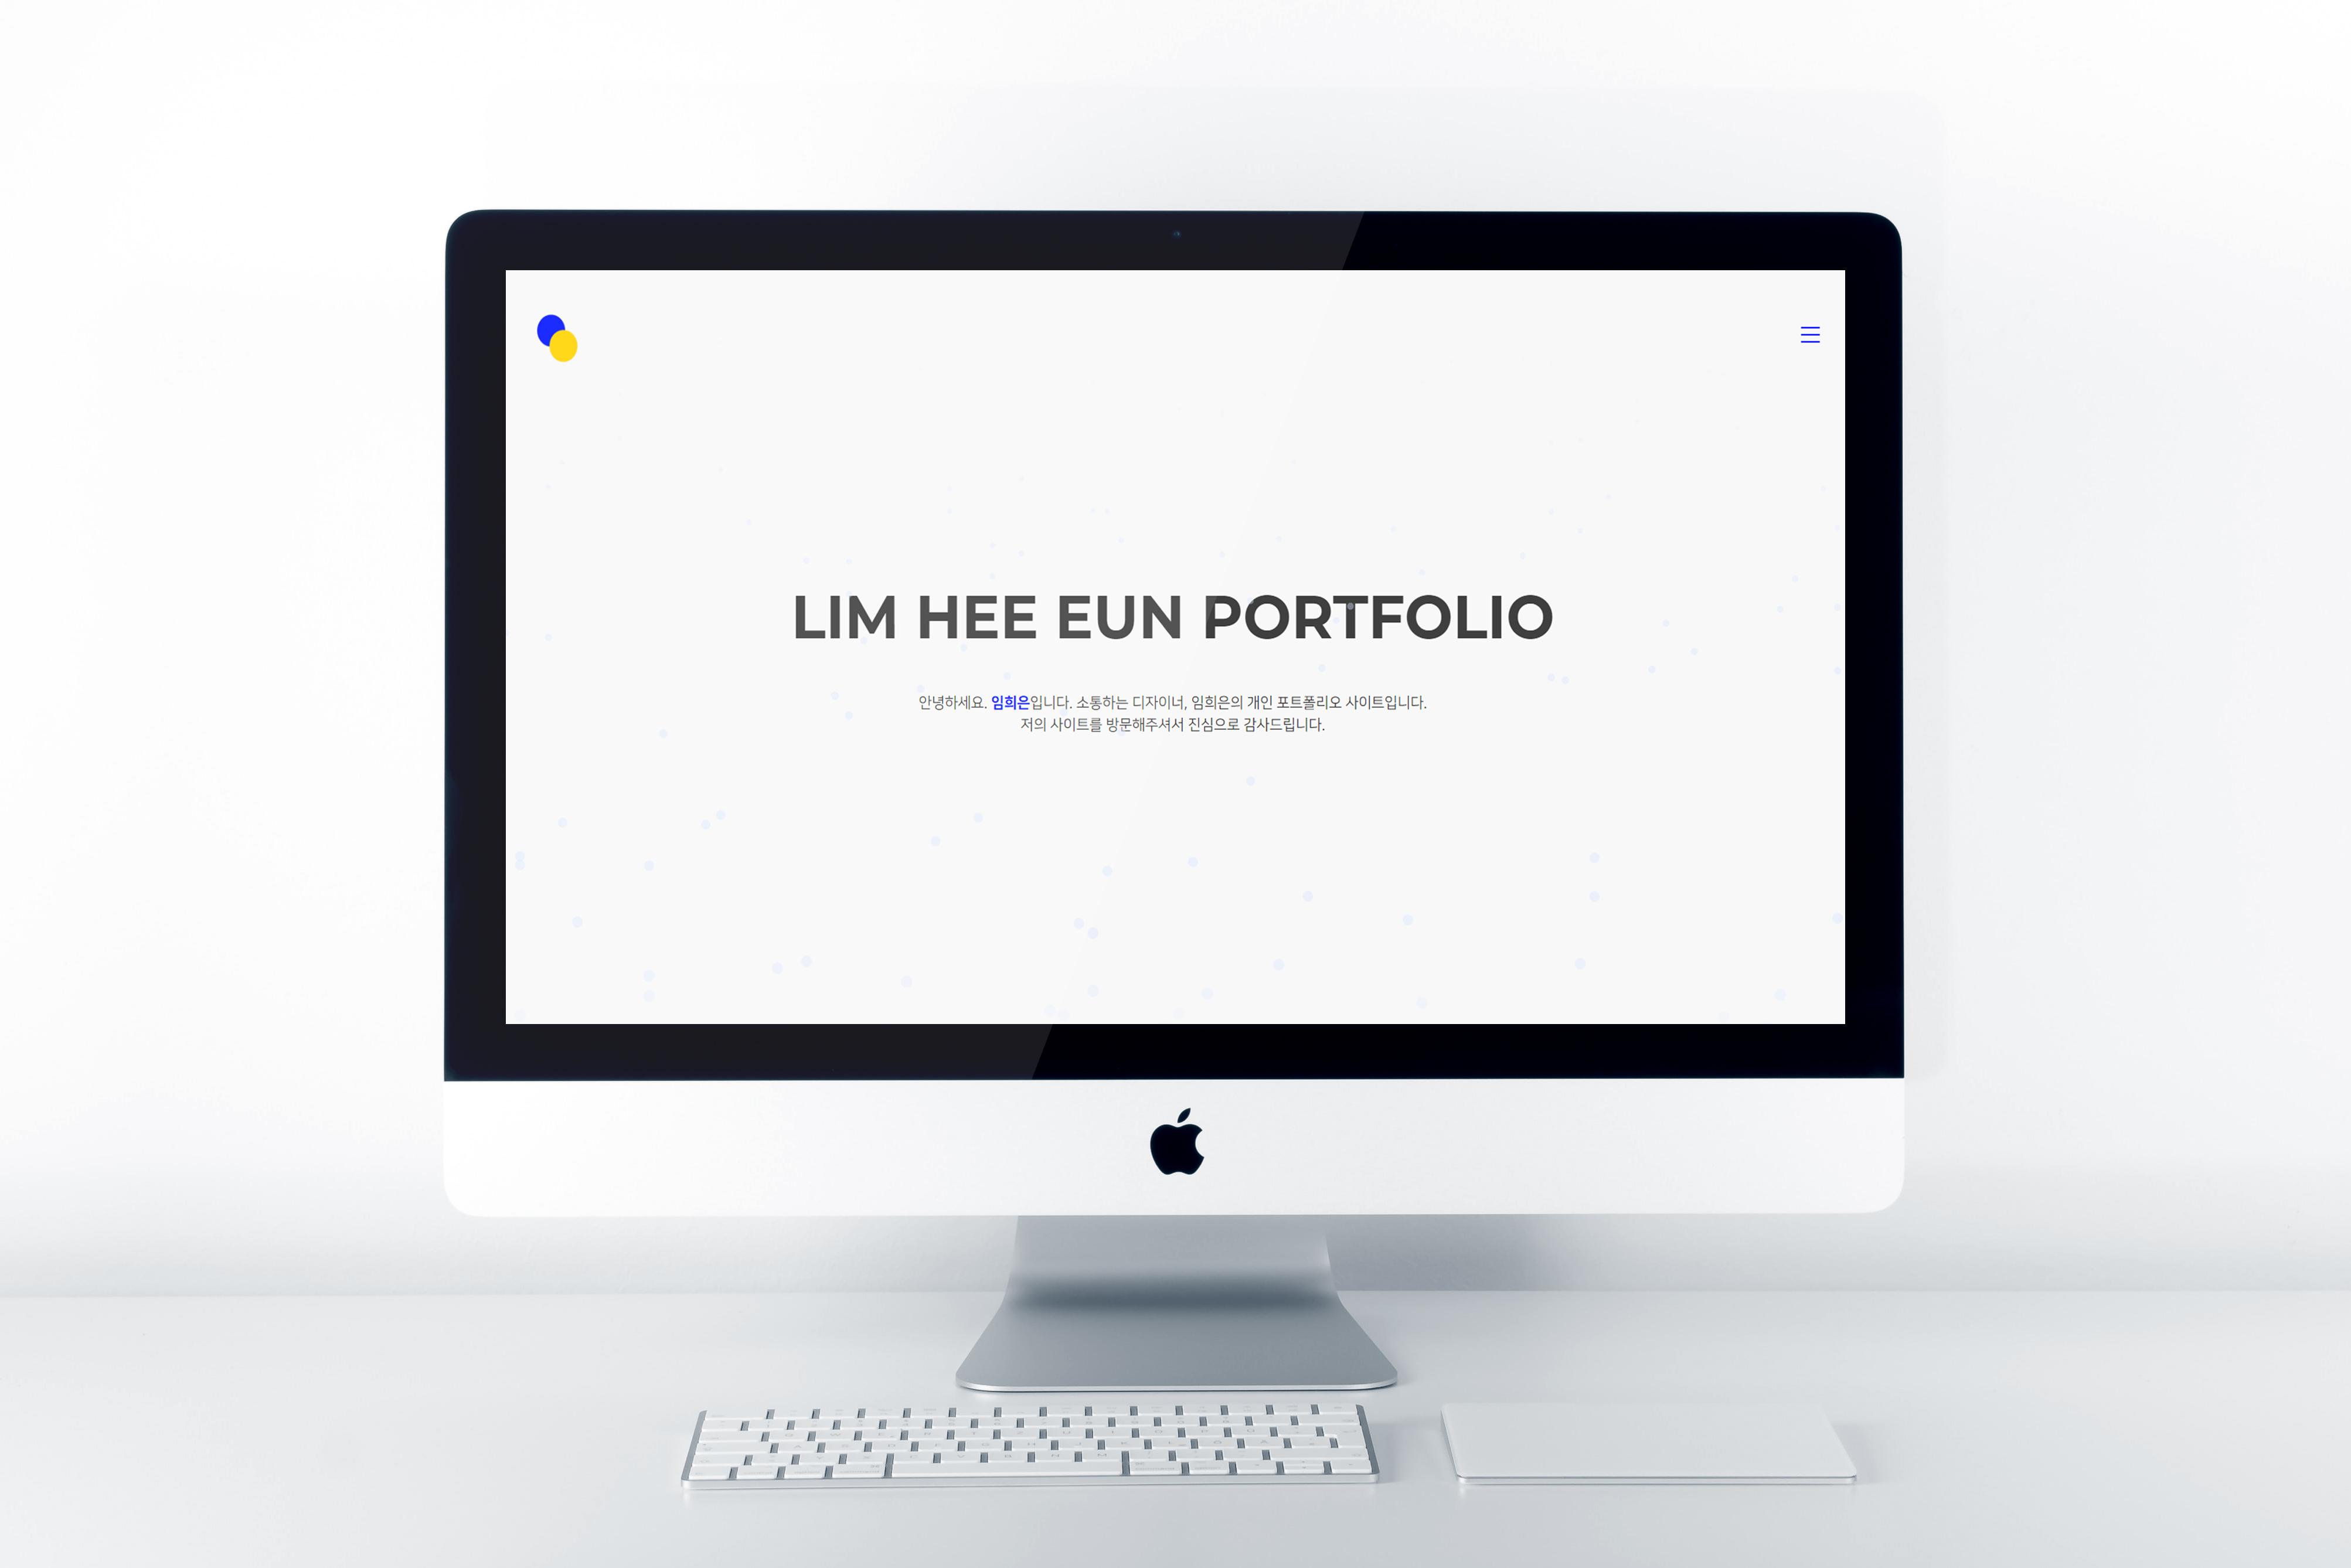 LIM HEE EUN PORTFOLIO
안녕하세요. 임희은입니다. 소통하는 디자이너, 임희은의 개인 포트폴리오 사이트입니다.
저의 사이트를 방문해주셔서 진심으로 감사드립니다.